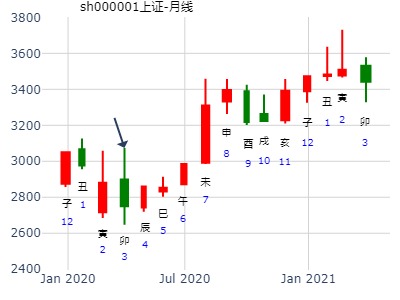 sh000001上证-月线
3800
3600
3400
3200
3000
2800
2600
2400
子
12
丑
1
寅
2
卯
3
辰
4
巳
5
午
6
未
7
申
8
酉
9
戌
10
亥
11
子
12
丑
1
寅
2
卯
3
Jan 2020
Jul 2020
Jan 2021